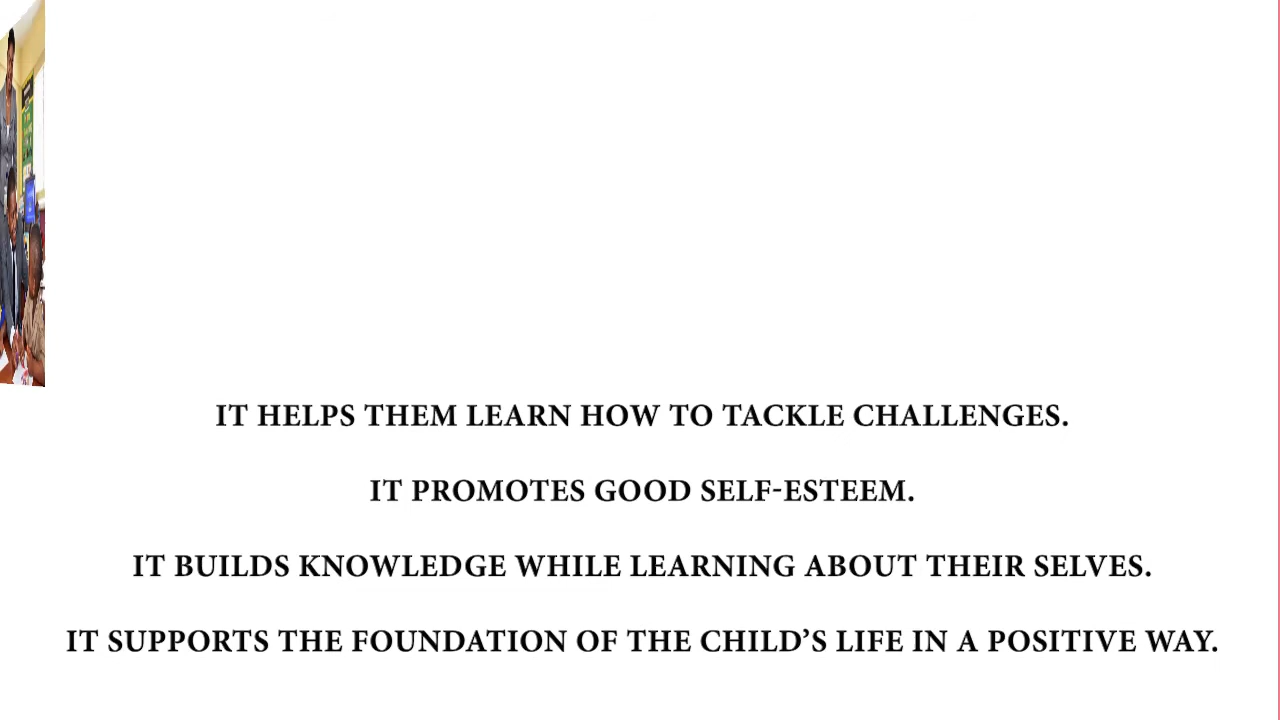 IT HELPS THEM LEARN HOW TO TACKLE CHALLENGES.
IT PROMOTES GOOD SELF-ESTEEM.
IT BUILDS KNOWLEDGE WHILE LEARNING ABOUT THEIR SELVES.
IT SUPPORTS THE FOUNDATION OF THE CHILD’S LIFE IN A POSITIVE WAY.